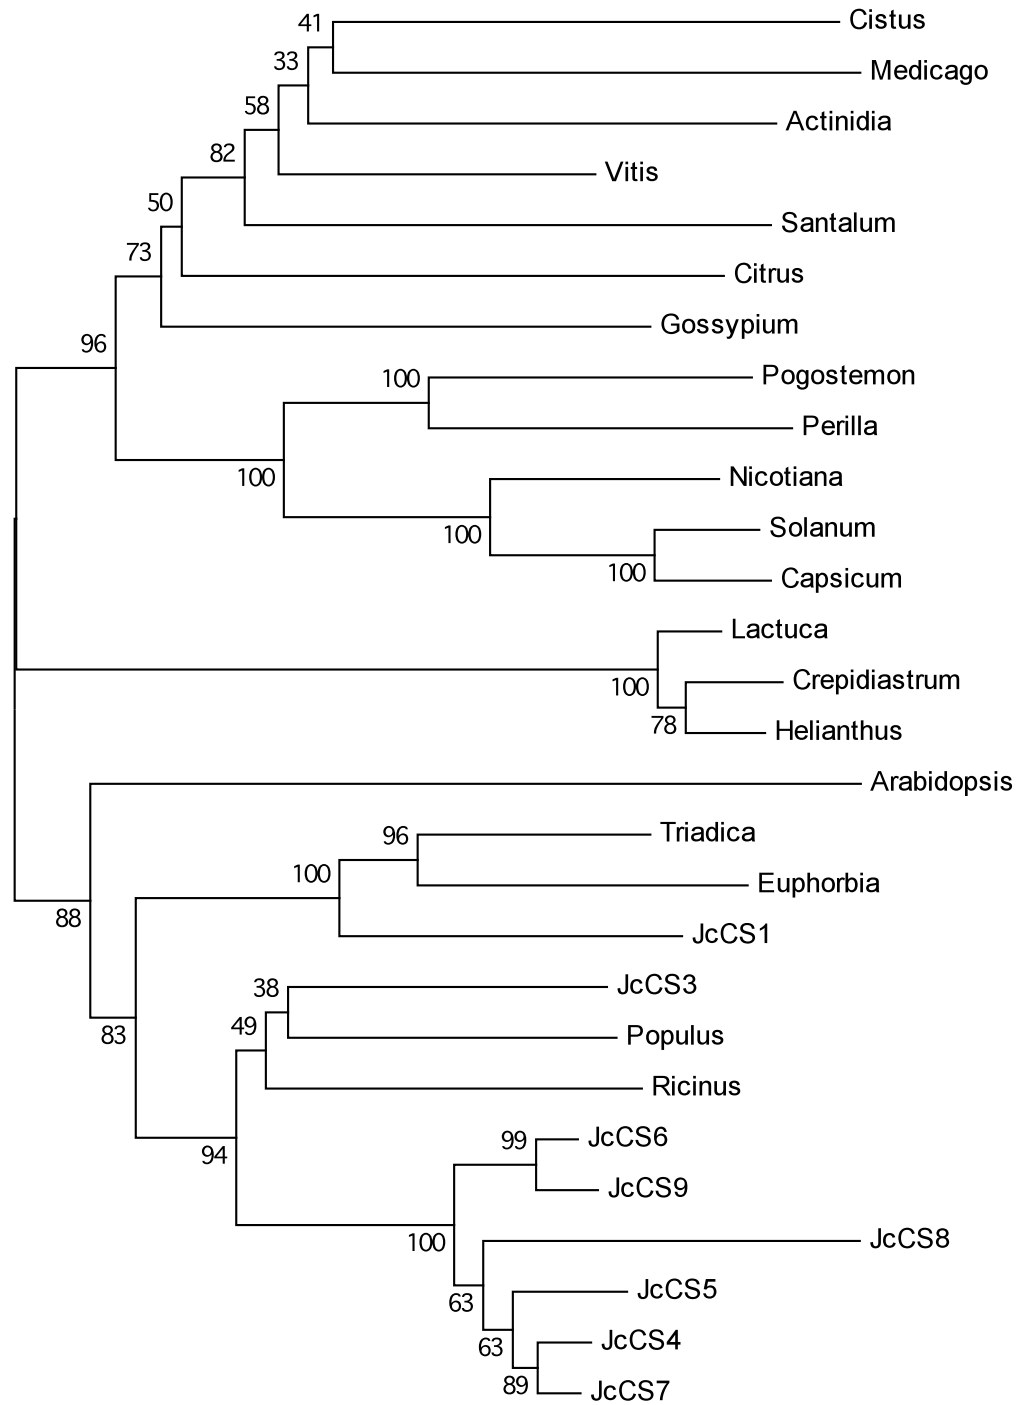 41
Cistus
33
Medicago
58
Actinidia
82
Vitis
50
Santalum
73
Citrus
Gossypium
96
100
Pogostemon
Perilla
100
Nicotiana
100
Solanum
100
Capsicum
Lactuca
100
Crepidiastrum
78
Helianthus
Arabidopsis
96
Triadica
100
Euphorbia
88
JcCS1
38
JcCS3
49
83
Populus
Ricinus
94
99
JcCS6
JcCS9
100
JcCS8
63
JcCS5
63
JcCS4
89
JcCS7